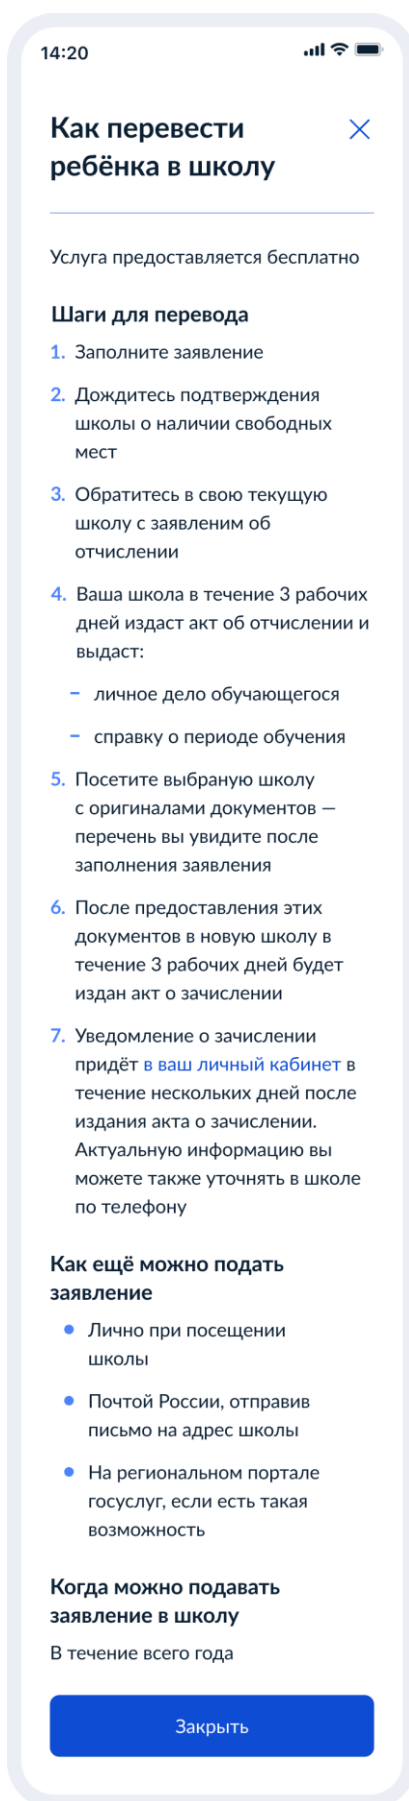 14:20
Как перевести
ребёнка в школу
Услуга предоставляется бесплатно
Шаги для перевода
1. Заполните заявление
2. Дождитесь подтверждения
школы о наличии свободных
мест
3. Обратитесь в свою текущую
школу с заявленим об
отчислении
4. Ваша школа в течение 3 рабочих
дней издаст акт об отчислении и
выдаст:
– личное дело обучающегося
– справку о периоде обучения
5. Посетите выбраную школу
с оригиналами документов —
перечень вы увидите после
заполнения заявления
6. После предоставления этих
документов в новую школу в
течение 3 рабочих дней будет
издан акт о зачислении
7. Уведомление о зачислении
придёт в ваш личный кабинет в
течение нескольких дней после
издания акта о зачислении.
Актуальную информацию вы
можете также уточнять в школе
по телефону
Как ещё можно подать
заявление
• Лично при посещении
школы
• Почтой России, отправив
письмо на адрес школы
• На региональном портале
госуслуг, если есть такая
возможность
Когда можно подавать
заявление в школу
В течение всего года
Закрыть